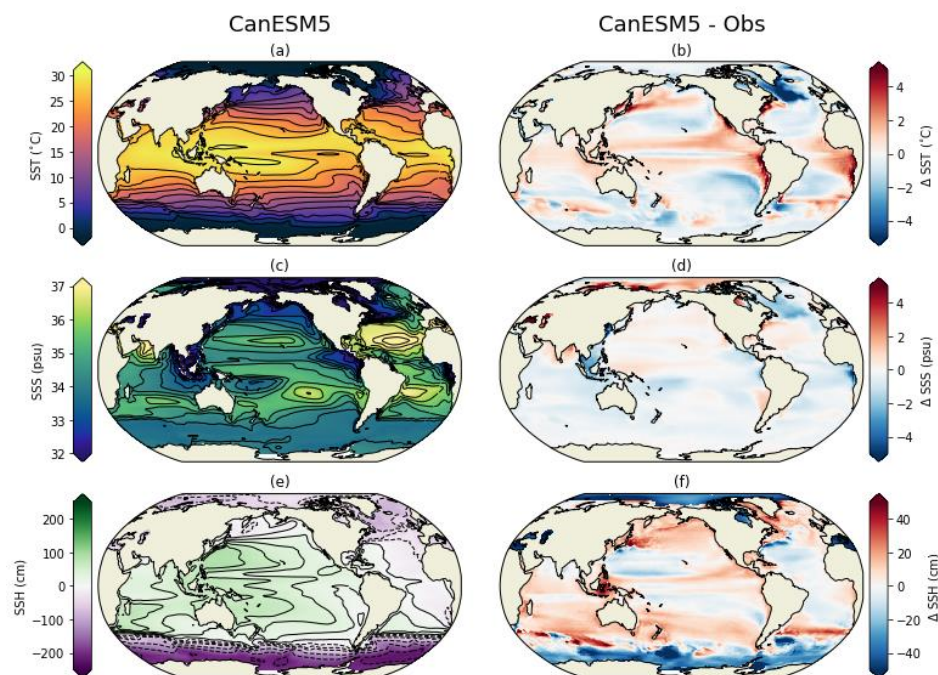 CanESM5
CanESM5 - Obs
(a)
(b)
30
25
20
15
10
5
0
SST (˚C)
4
2
0
−2
−4
Δ SST (˚C)
(c)
(d)
37
36
35
34
33
32
SSS (psu)
4
2
0
−2
−4
Δ SSS (psu)
(e)
(f)
200
100
0
−100
−200
SSH (cm)
40
20
0
−20
−40
Δ SSH (cm)